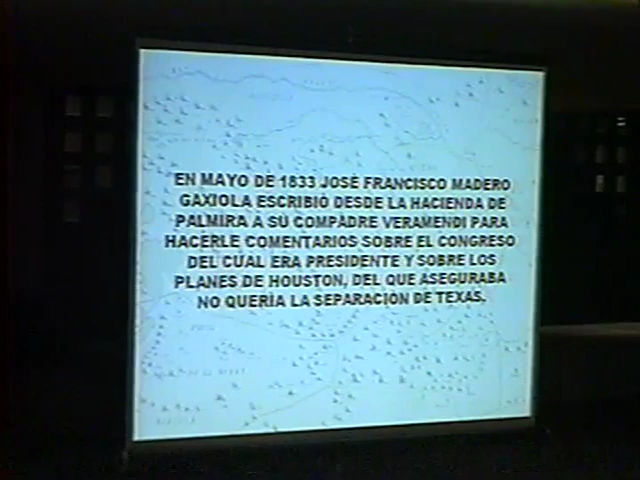 EN MAYO DE 1833 JOSÉ FRANCISCO MADERO
GAXIOLA ESCRIBIÓ DESDE LA HACIENDA DE
PALMIRA A SU COMPADRE VERAMENDI PARA
HACERLE COMENTARIOS SOBRE EL CONGRESO
DEL CUAL ERA PRESIDENTE Y SOBRE LOS
PLANES DE HOUSTON, DEL QUE ASEGURABA
NO QUERÍA LA SEPARACIÓN DE TEXAS.